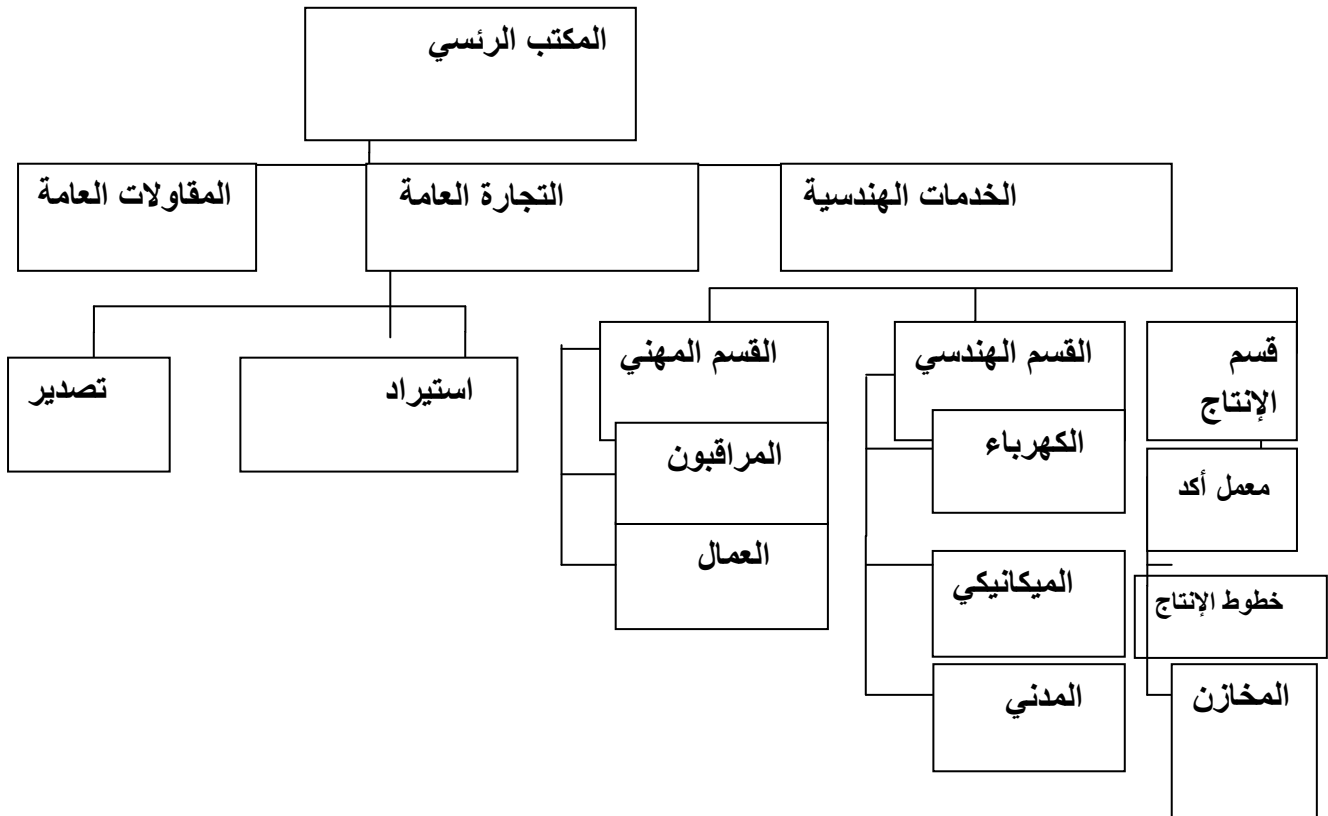 المكتب الرئسي
الخدمات الهندسية
التجارة العامة
المقاولات العامة
قسم
الإنتاج
القسم الهندسي
القسم المهني
استيراد
تصدير
معمل أكد
الكهرباء
المراقبون
خطوط الإنتاج
الميكانيكي
العمال
المخازن
المدني